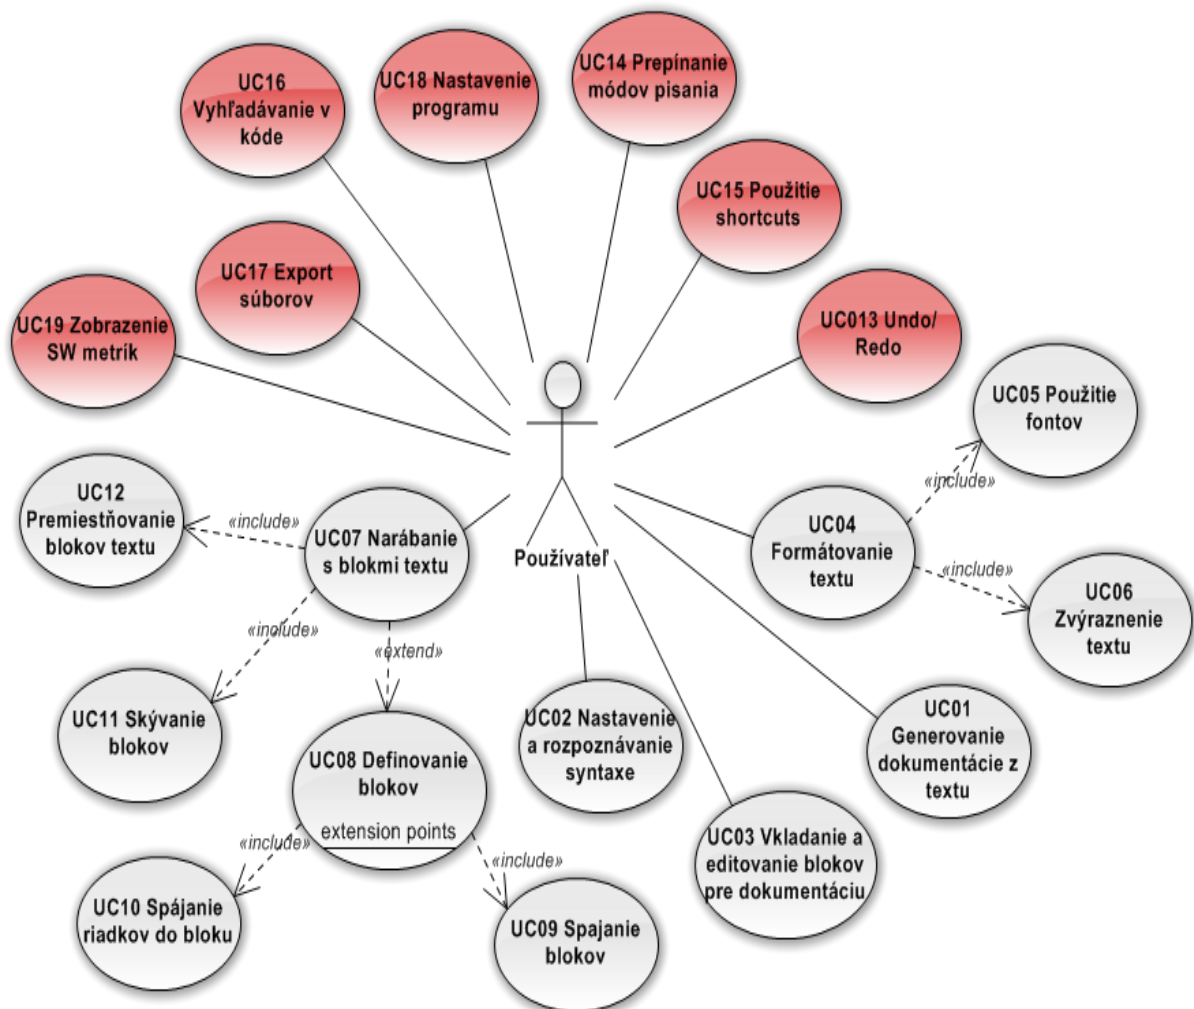 UC16
Vyhľadávanie v
kóde
UC18 Nastavenie
programu
UC14 Prepínanie
módov pisania
UC15 Použitie
shortcuts
UC17 Export
súborov
UC19 Zobrazenie
SW metrík
UC013 Undo/
Redo
UC05 Použitie
fontov
«include»
UC12
Premiestňovanie
blokov textu
«include»
UC07 Narábanie
s blokmi textu
Používateľ
UC04
Formátovanie
textu
«include»
UC06
Zvýraznenie
textu
«include»
«extend»
UC11 Skývanie
blokov
UC08 Definovanie
blokov
extension points
UC02 Nastavenie
a rozpoznávanie
syntaxe
UC01
Generovanie
dokumentácie z
textu
«include»
«include»
UC03 Vkladanie a
editovanie blokov
pre dokumentáciu
UC10 Spájanie
riadkov do bloku
UC09 Spajanie
blokov